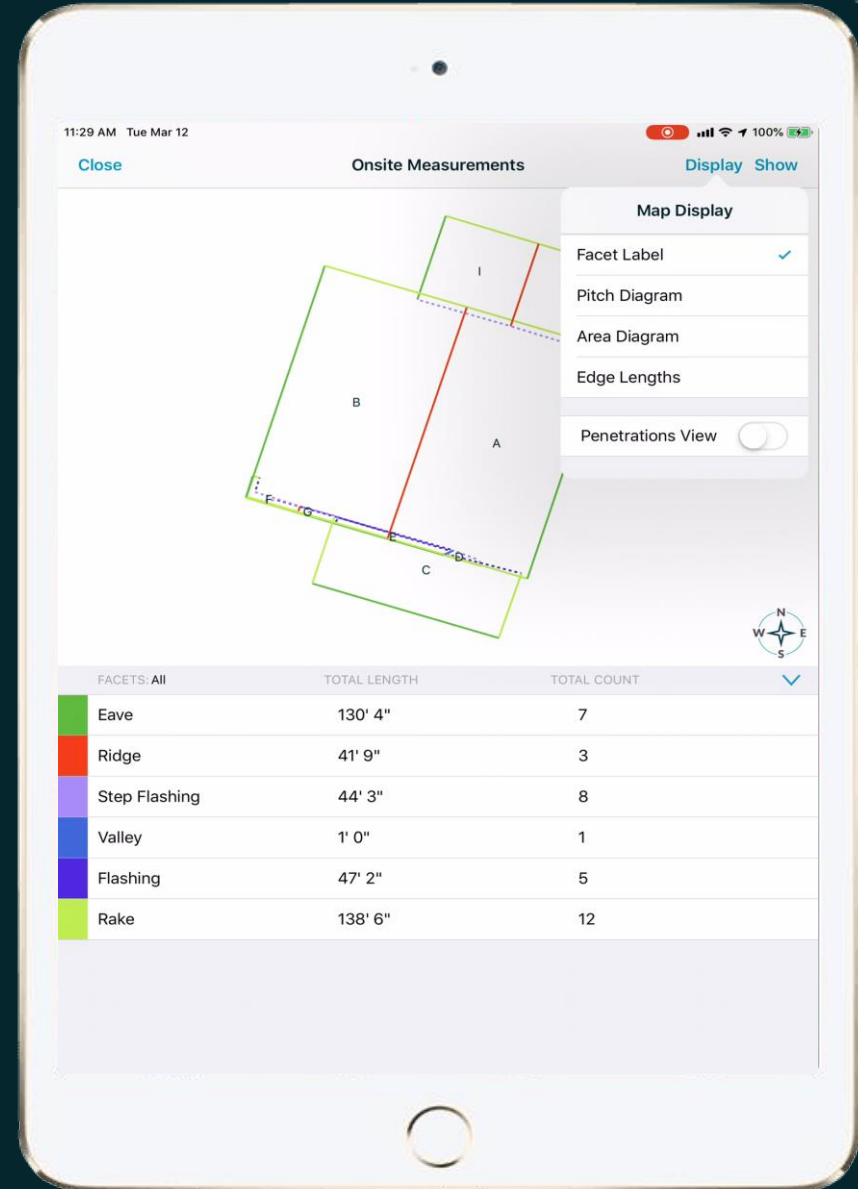 11:29 AM Tue Mar 12 100%
Close Onsite Measurements Display Show
Map Display
Facet Label
Pitch Diagram
Area Diagram
Edge Lengths
Penetrations View
I
B
A
F
G
E
D
C
N
W E
S
FACETS: All TOTAL LENGTH TOTAL COUNT
Eave 130' 4" 7
Ridge 41' 9" 3
Step Flashing 44' 3" 8
Valley 1' 0" 1
Flashing 47' 2" 5
Rake 138' 6" 12